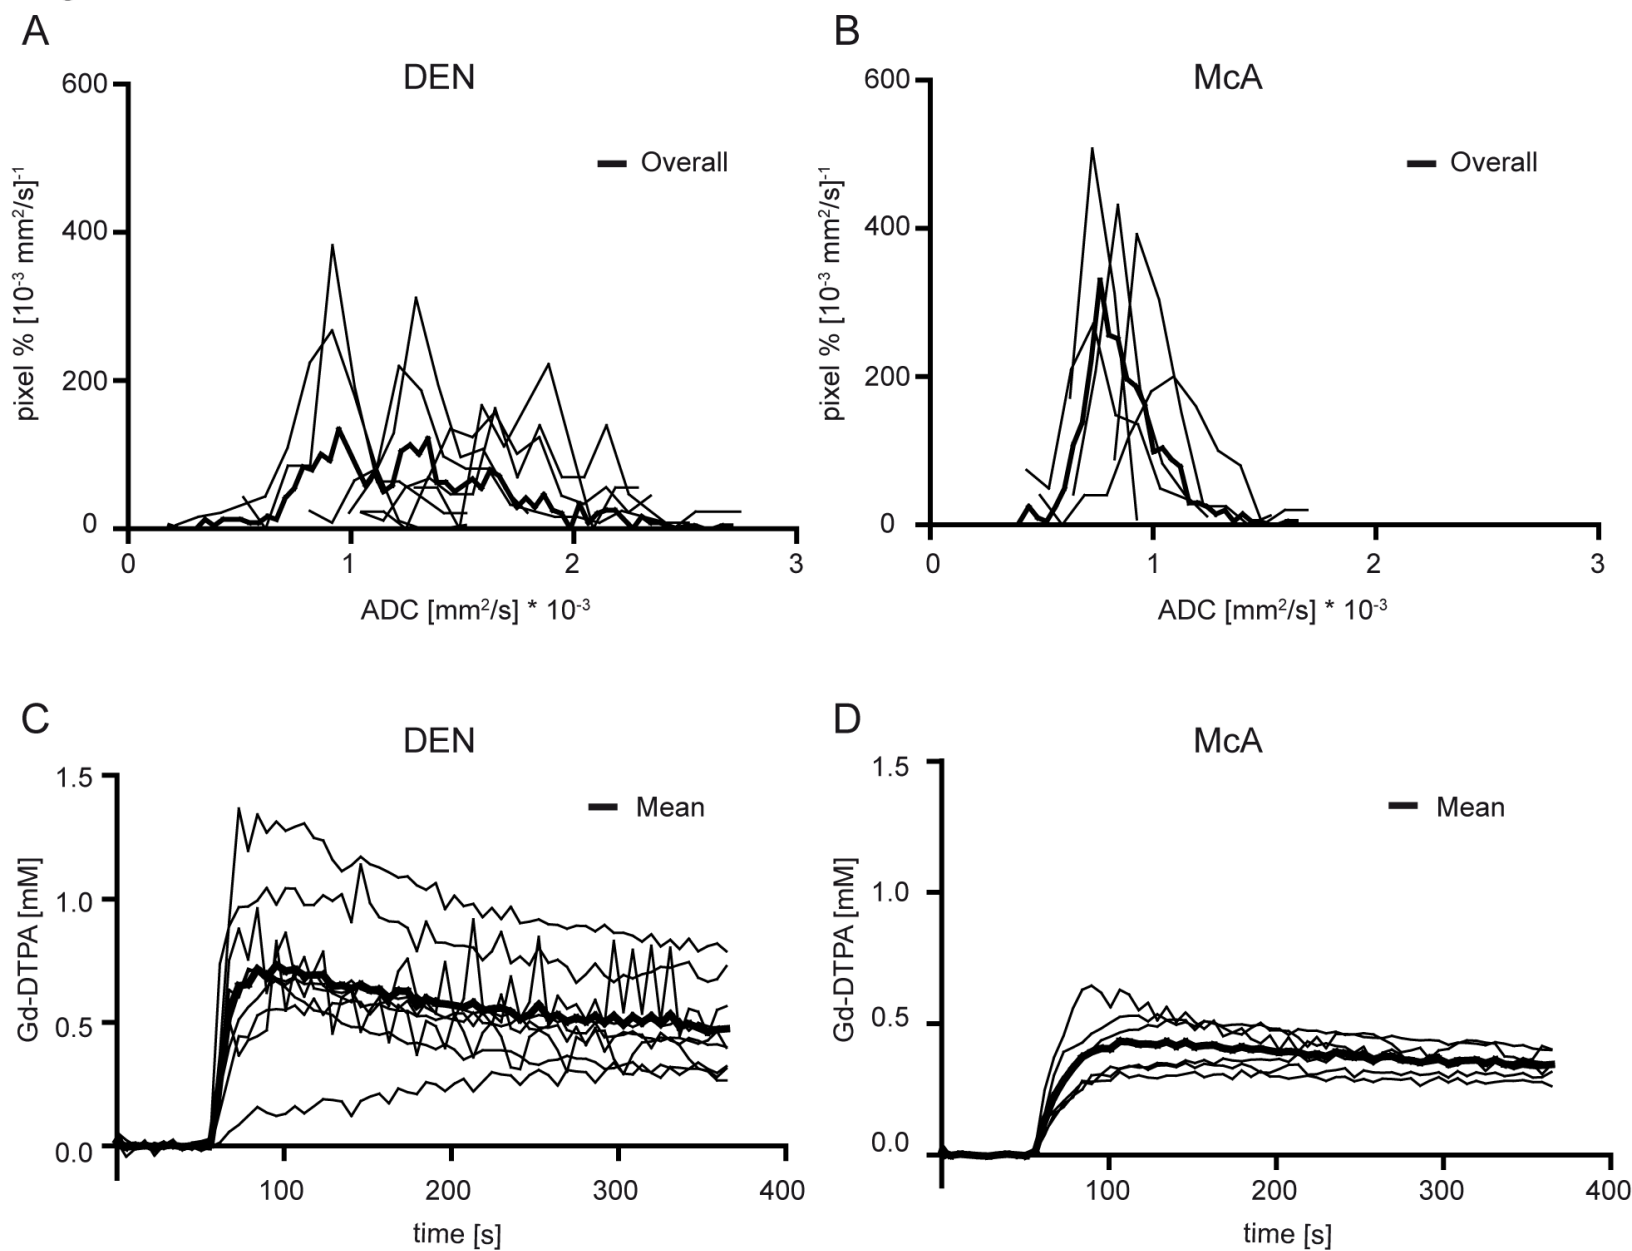 A
DEN
600
400
200
0
pixel % [10-3 mm2/s]-1
Overall
0 1 2 3
ADC [mm2/s] * 10-3
B
McA
600
400
200
0
pixel % [10-3 mm2/s]-1
Overall
0 1 2 3
ADC [mm2/s] * 10-3
C
DEN
1.5
1.0
0.5
0.0
Gd-DTPA [mM]
Mean
100 200 300 400
time [s]
D
McA
1.5
1.0
0.5
0.0
Gd-DTPA [mM]
Mean
100 200 300 400
time [s]